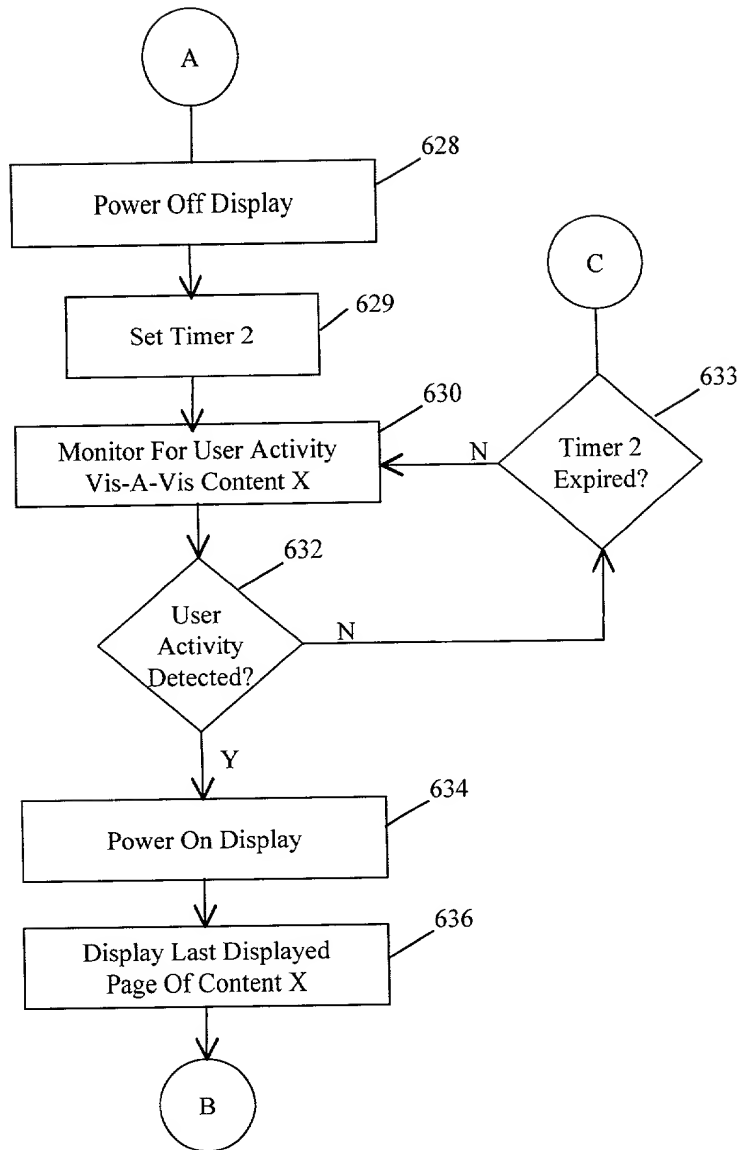 A
628
Power Off Display
C
629
Set Timer 2
633
630
Monitor For User Activity
Vis-A-Vis Content X
N
Timer 2
Expired?
632
User
Activity
Detected?
N
Y
634
Power On Display
636
Display Last Displayed
Page Of Content X
B